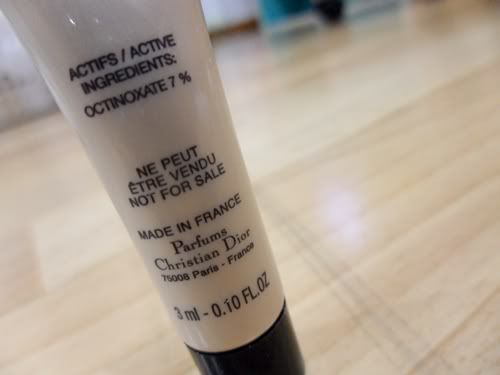 ACTIFS / ACTIVE
INGREDIENTS:
OCTINOXATE 7 %
NE PEUT
ÊTRE VENDU
NOT FOR SALE
MADE IN FRANCE
Parfums
Christian Dior
75008 Paris - France
3 ml - 0.10 FL.OZ